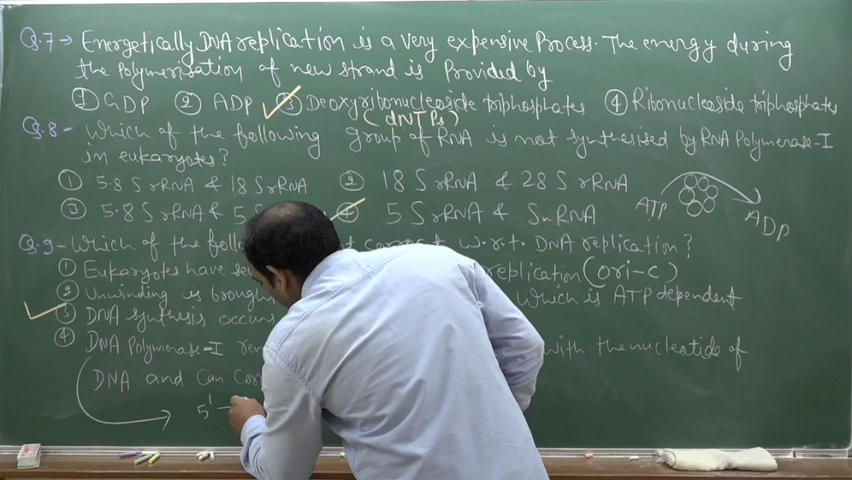 Q.7 → Energetically DNA replication is a very expensive Process. The energy during
the Polymerisation of new strand is Provided by
① GDP ② ADP ③ Deoxyribonucleoside triphosphates ④ Ribonucleoside triphosphates
(dNTPs)
Q.8- Which of the following group of RNA is not synthesised by RNA Polymerase-I
in eukaryotes?
① 5.8 S rRNA & 18 S rRNA ② 18 S rRNA & 28 S rRNA
③ 5.8 S rRNA & 5 S ④ 5 S rRNA & SnRNA
ATP ADP
Q.9- Which of the correct w.r.to. DNA replication?
① Eukaryotes have replication (ori-c)
② Unwinding is which is ATP dependent
③ DNA synthesis occurs
④ DNA Polymerase-I with the nucleotide of
DNA and Can
5'